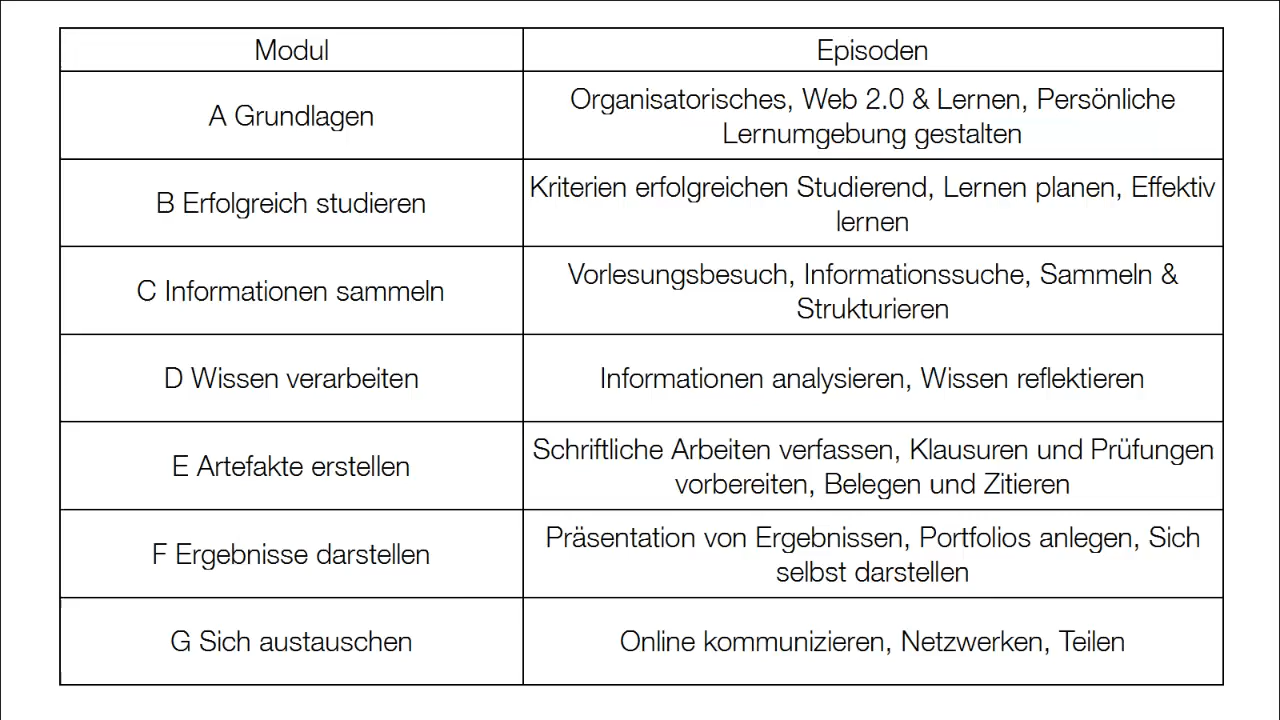 Modul
Episoden
A Grundlagen
Organisatorisches, Web 2.0 & Lernen, Persönliche
Lernumgebung gestalten
B Erfolgreich studieren
Kriterien erfolgreichen Studierend, Lernen planen, Effektiv
lernen
C Informationen sammeln
Vorlesungsbesuch, Informationssuche, Sammeln &
Strukturieren
D Wissen verarbeiten
Informationen analysieren, Wissen reflektieren
E Artefakte erstellen
Schriftliche Arbeiten verfassen, Klausuren und Prüfungen
vorbereiten, Belegen und Zitieren
F Ergebnisse darstellen
Präsentation von Ergebnissen, Portfolios anlegen, Sich
selbst darstellen
G Sich austauschen
Online kommunizieren, Netzwerken, Teilen